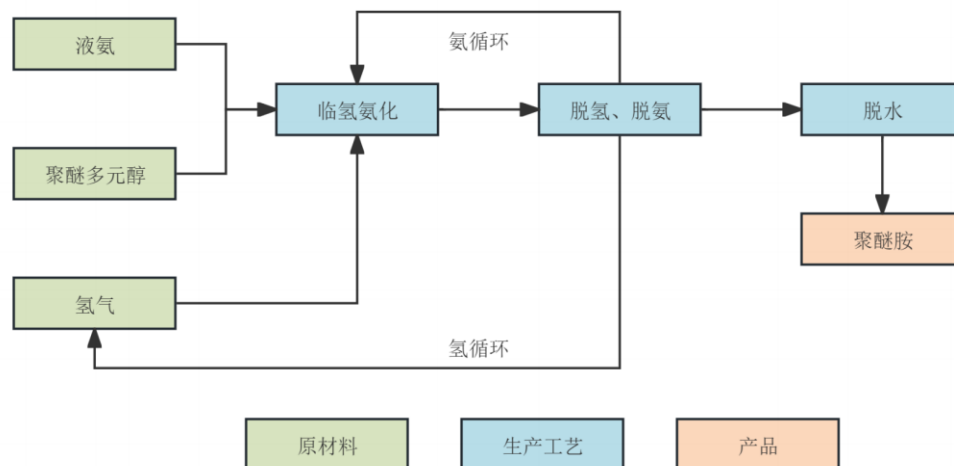 液氨
氨循环
临氢氨化
脱氢、脱氨
脱水
聚醚多元醇
聚醚胺
氢气
氢循环
原材料
生产工艺
产品